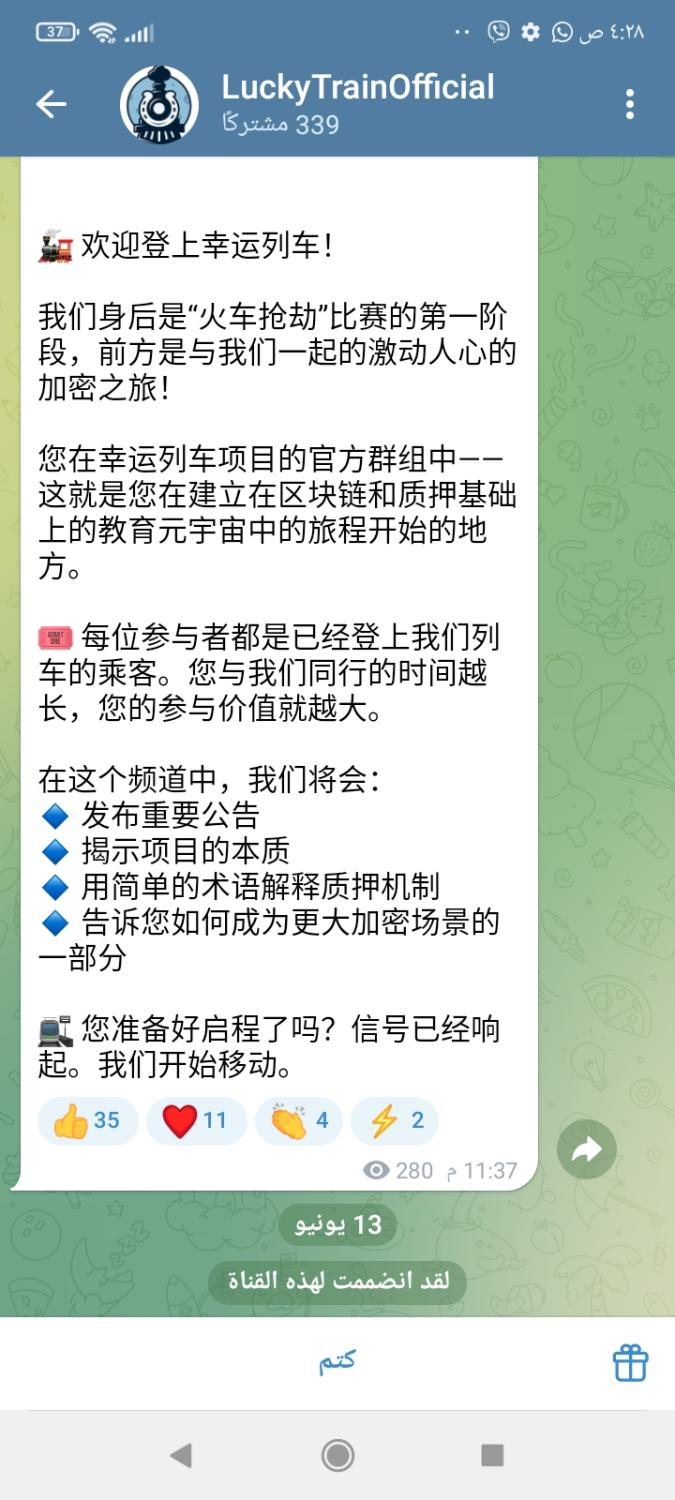 37
٤:٢٨ ص
LuckyTrainOfficial
339 مشتركًا
🚂 欢迎登上幸运列车！
我们身后是“火车抢劫”比赛的第一阶
段，前方是与我们一起的激动人心的
加密之旅！
您在幸运列车项目的官方群组中——
这就是您在建立在区块链和质押基础
上的教育元宇宙中的旅程开始的地
方。
🎟 每位参与者都是已经登上我们列
车的乘客。您与我们同行的时间越
长，您的参与价值就越大。
在这个频道中，我们将会：
🔹 发布重要公告
🔹 揭示项目的本质
🔹 用简单的术语解释质押机制
🔹 告诉您如何成为更大加密场景的
一部分
🚉 您准备好启程了吗？信号已经响
起。我们开始移动。
👍 35 ❤ 11 👏 4 ⚡ 2
280 11:37 م
13 يونيو
لقد انضممت لهذه القناة
كتم